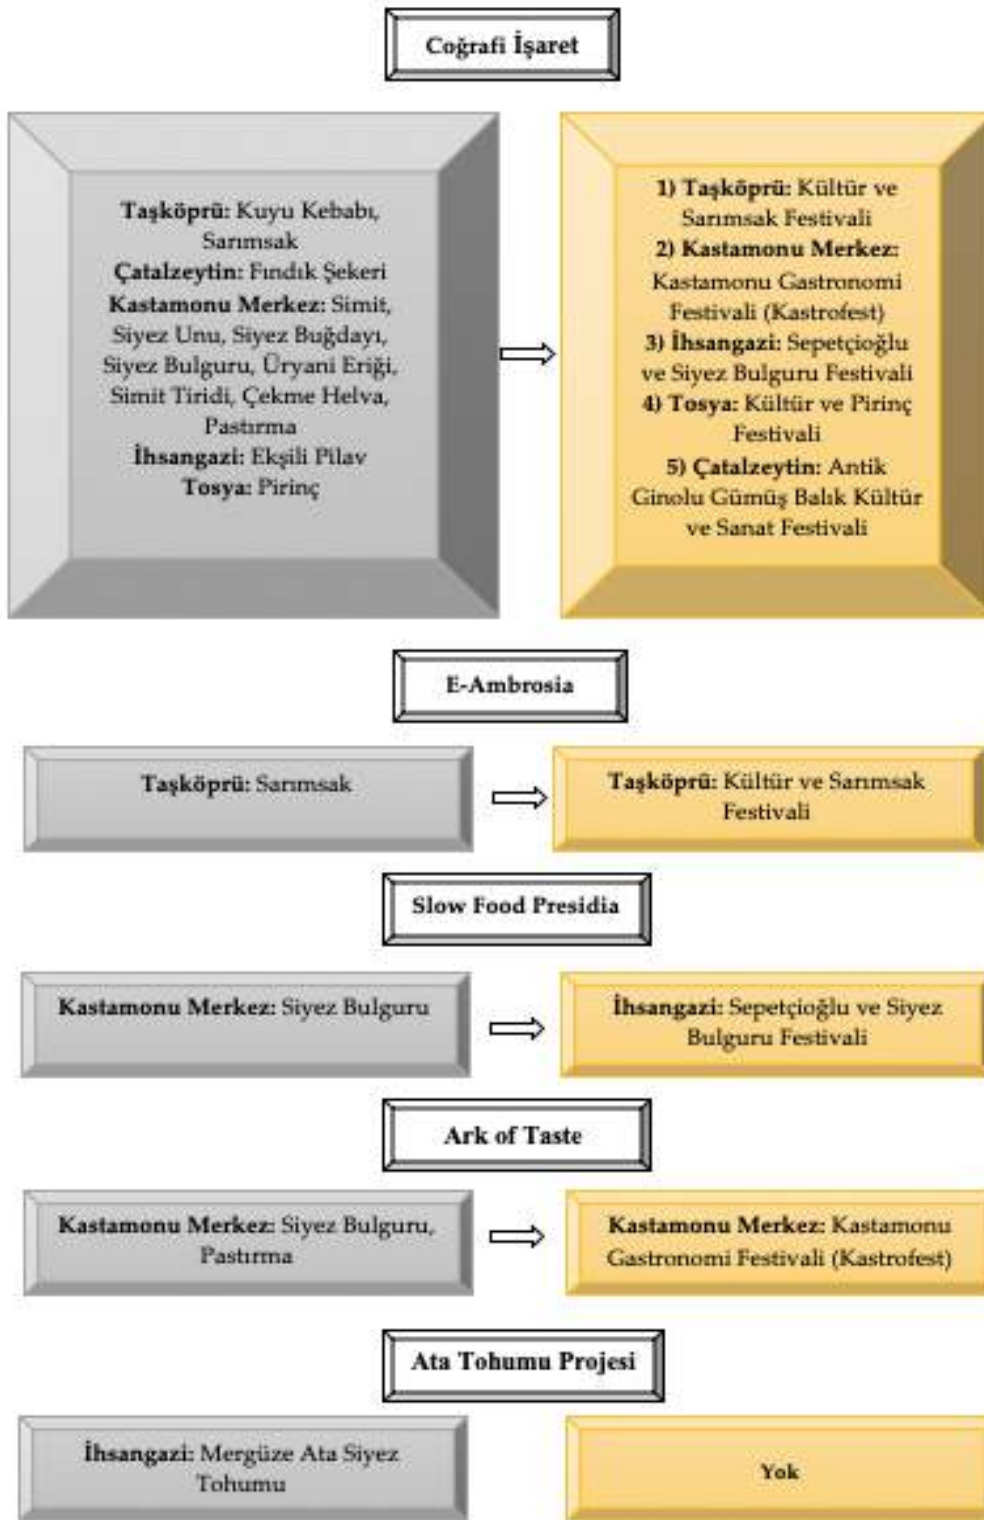 Coğrafi İşaret
Taşköprü: Kuyu Kebabı,
Sarımsak
Çatalzeytin: Fındık Şekeri
Kastamonu Merkez: Simit,
Siyez Unu, Siyez Buğdayı,
Siyez Bulguru, Üryani Eriği,
Simit Tiridi, Çekme Helva,
Pastırma
İhsangazi: Ekşili Pilav
Tosya: Pirinç
1) Taşköprü: Kültür ve
Sarımsak Festivali
2) Kastamonu Merkez:
Kastamonu Gastronomi
Festivali (Kastrofest)
3) İhsangazi: Sepetçioğlu
ve Siyez Bulguru Festivali
4) Tosya: Kültür ve Pirinç
Festivali
5) Çatalzeytin: Antik
Ginolu Gümüş Balık Kültür
ve Sanat Festivali
E-Ambrosia
Taşköprü: Sarımsak
Taşköprü: Kültür ve Sarımsak
Festivali
Slow Food Presidia
Kastamonu Merkez: Siyez Bulguru
İhsangazi: Sepetçioğlu ve Siyez
Bulguru Festivali
Ark of Taste
Kastamonu Merkez: Siyez Bulguru,
Pastırma
Kastamonu Merkez: Kastamonu
Gastronomi Festivali (Kastrofest)
Ata Tohumu Projesi
İhsangazi: Mergüze Ata Siyez
Tohumu
Yok